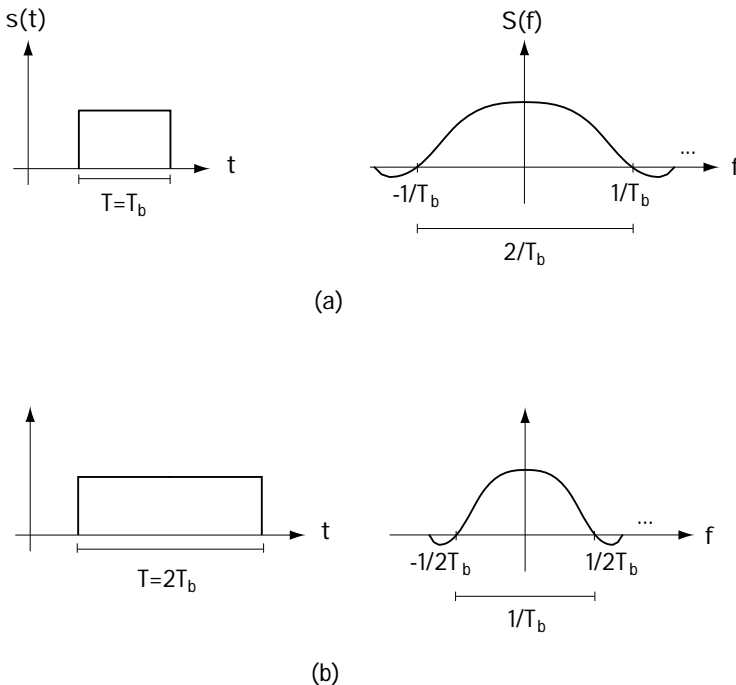 s(t)
S(f)
t
...
f
T=T_b
-1/T_b
1/T_b
2/T_b
(a)
t
...
f
T=2T_b
-1/2T_b
1/2T_b
1/T_b
(b)